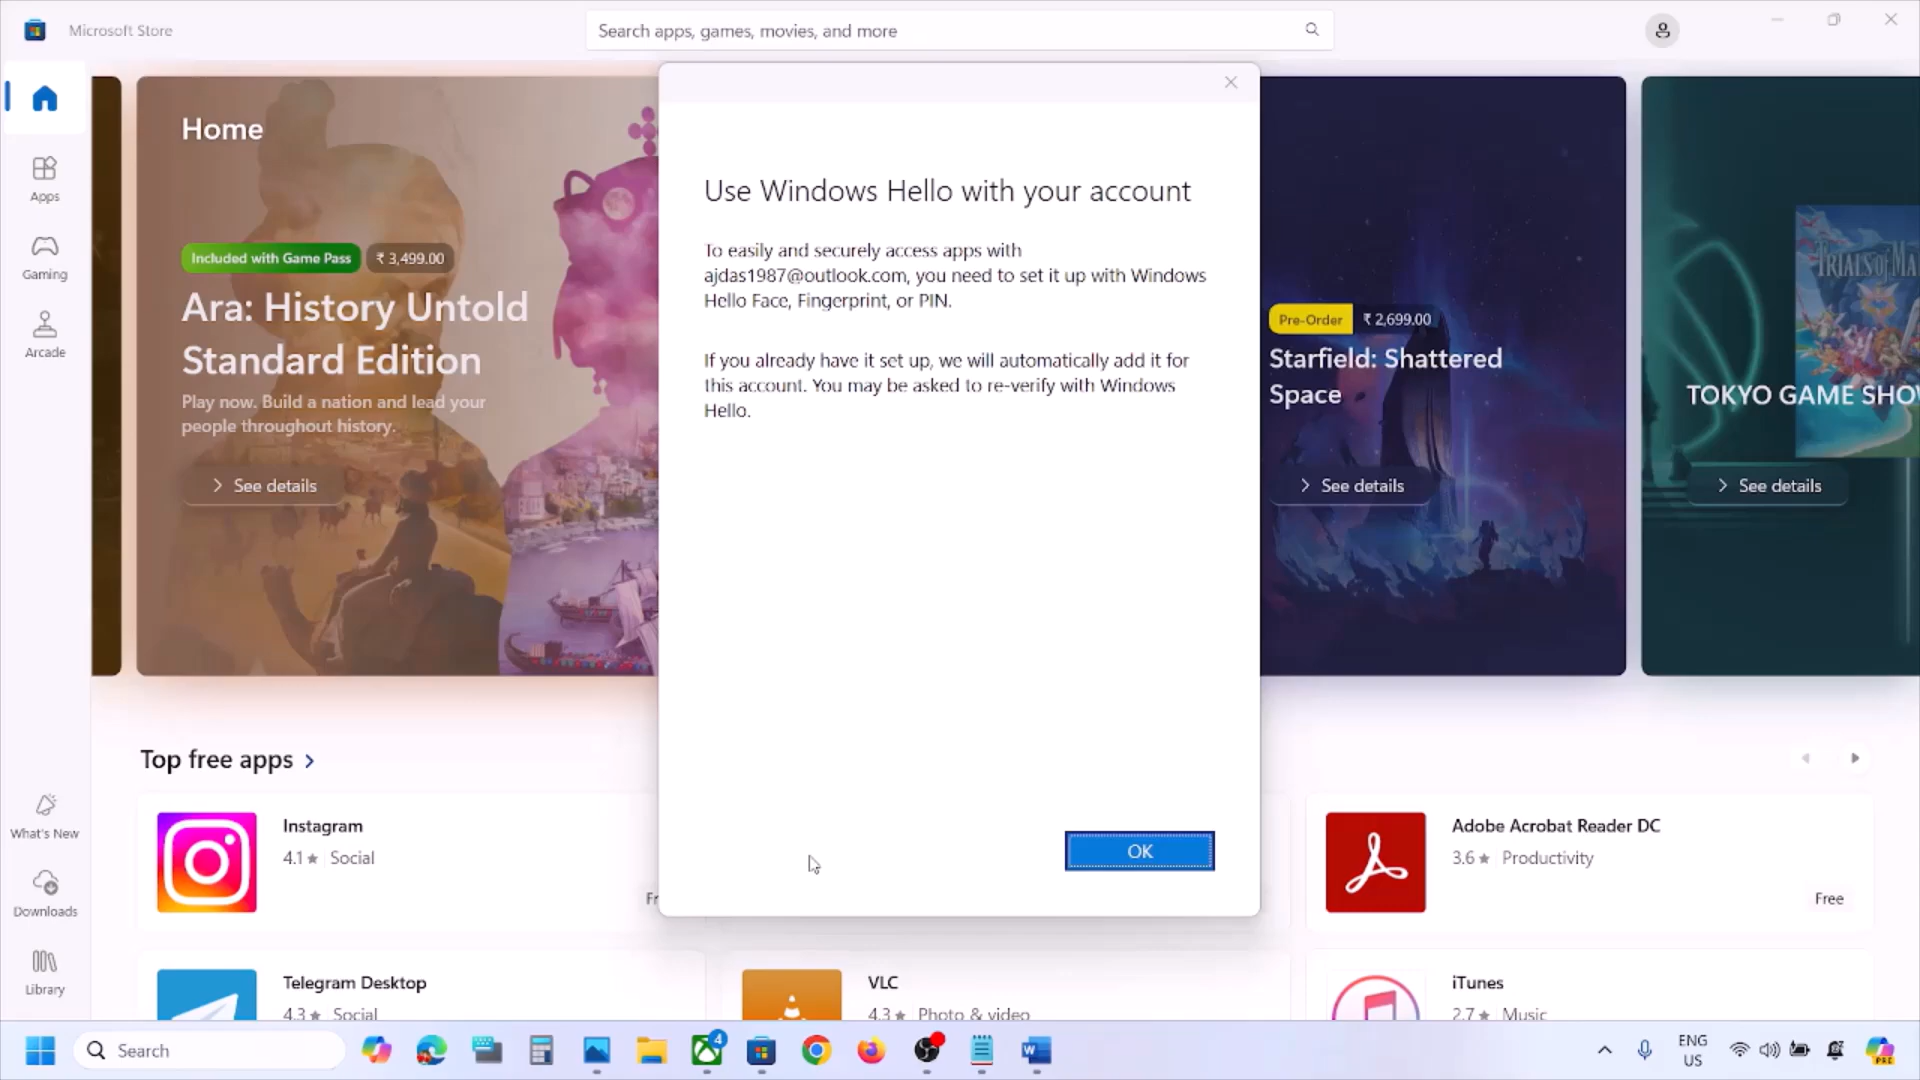 Microsoft Store
Search apps, games, movies, and more
Home
Apps
Gaming
Arcade
What's New
Downloads
Library
Included with Game Pass
₹ 3,499.00
Ara: History Untold
Standard Edition
Play now. Build a nation and lead your
people throughout history.
See details
Use Windows Hello with your account
To easily and securely access apps with
ajdas1987@outlook.com, you need to set it up with Windows
Hello Face, Fingerprint, or PIN.
If you already have it set up, we will automatically add it for
this account. You may be asked to re-verify with Windows
Hello.
OK
Pre-Order
₹ 2,699.00
Starfield: Shattered
Space
See details
TRIALS OF MA
TOKYO GAME SHO
See details
Top free apps
Instagram
4.1 ★ Social
Fr
Adobe Acrobat Reader DC
3.6 ★ Productivity
Free
Telegram Desktop
4.3 ★ Social
VLC
4.3 ★ Photo & video
iTunes
2.7 ★ Music
Search
4
W
ENG
US
PRE